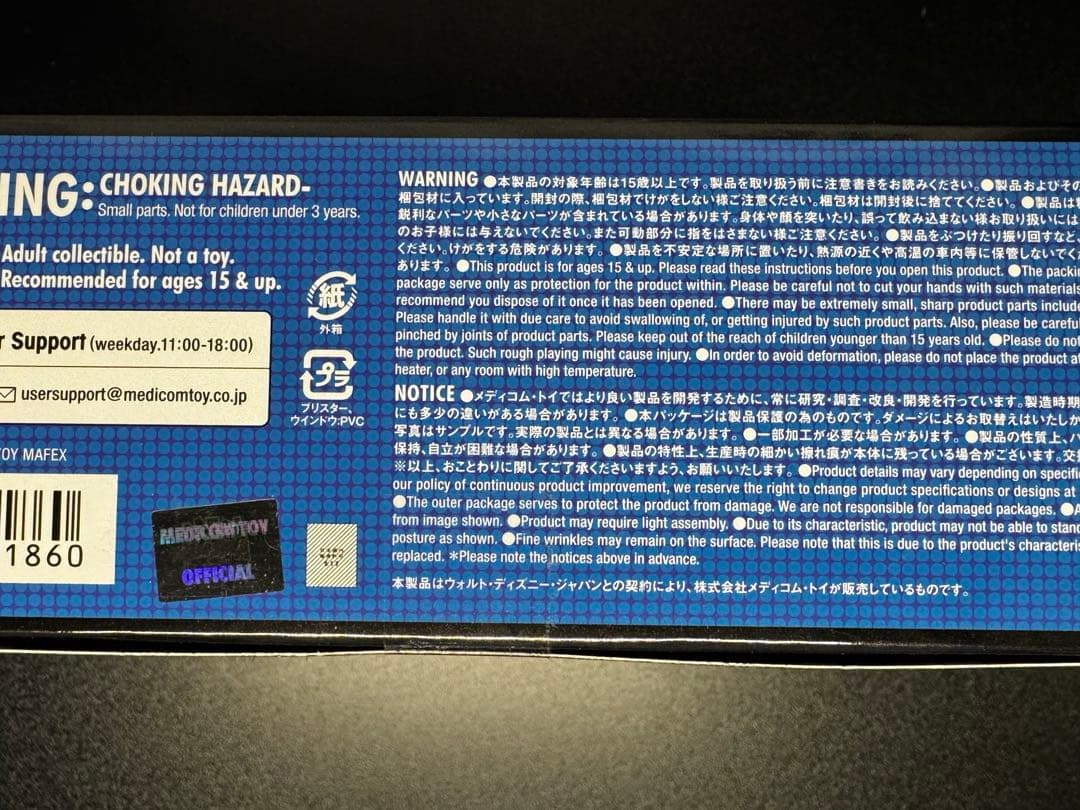 ING: CHOKING HAZARD-
Small parts. Not for children under 3 years.
Adult collectible. Not a toy.
Recommended for ages 15 & up.
r Support (weekday.11:00-18:00)
usersupport@medicomtoy.co.jp
OY MAFEX
1860
MEDICOMTOY
OFFICIAL
紙
外箱
プラ
ブリスター、
ウインドウ:PVC
WARNING ●本製品の対象年齢は15歳以上です。製品を取り扱う前に注意書きをお読みください。●製品およびその
梱包材に入っています。開封の際、梱包材でけがをしない様ご注意ください。梱包材は開封後に捨ててください。●製品は
鋭利なパーツや小さなパーツが含まれている場合があります。身体や顔を突いたり、誤って飲み込まない様お取り扱いには
のお子様には与えないでください。また可動部分に指をはさまない様ご注意ください。●製品をぶつけたり振り回すなど、
ください。けがをする危険があります。●製品を不安定な場所に置いたり、熱源の近くや高温の車内等に保管しないでく
あります。●This product is for ages 15 & up. Please read these instructions before you open this product. ●The packi
package serve only as protection for the product within. Please be careful not to cut your hands with such materials
recommend you dispose of it once it has been opened. ●There may be extremely small, sharp product parts include
Please handle it with due care to avoid swallowing of, or getting injured by such product parts. Also, please be careful
pinched by joints of product parts. Please keep out of the reach of children younger than 15 years old. ●Please do not
the product. Such rough playing might cause injury. ●In order to avoid deformation, please do not place the product a
heater, or any room with high temperature.
NOTICE ●メディコム・トイではより良い製品を開発するために、常に研究・調査・改良・開発を行っています。製造時期
にも多少の違いがある場合があります。●本パッケージは製品保護の為のものです。ダメージによるお取替えはいたしか
写真はサンプルです。実際の製品とは異なる場合があります。●一部加工が必要な場合があります。●製品の性質上、バ
保持、自立が困難な場合があります。●製品の特性上、生産時の細かい擦れ痕が本体に残っている場合がございます。交
※以上、おことわりに関してご了承くださいますよう、お願いいたします。●Product details may vary depending on specifi
our policy of continuous product improvement, we reserve the right to change product specifications or designs at
●The outer package serves to protect the product from damage. We are not responsible for damaged packages. ●A
from image shown. ●Product may require light assembly. ●Due to its characteristic, product may not be able to stan
posture as shown. ●Fine wrinkles may remain on the surface. Please note that this is due to the product's characteris
replaced. ＊Please note the notices above in advance.
本製品はウォルト・ディズニー・ジャパンとの契約により、株式会社メディコム・トイが販売しているものです。